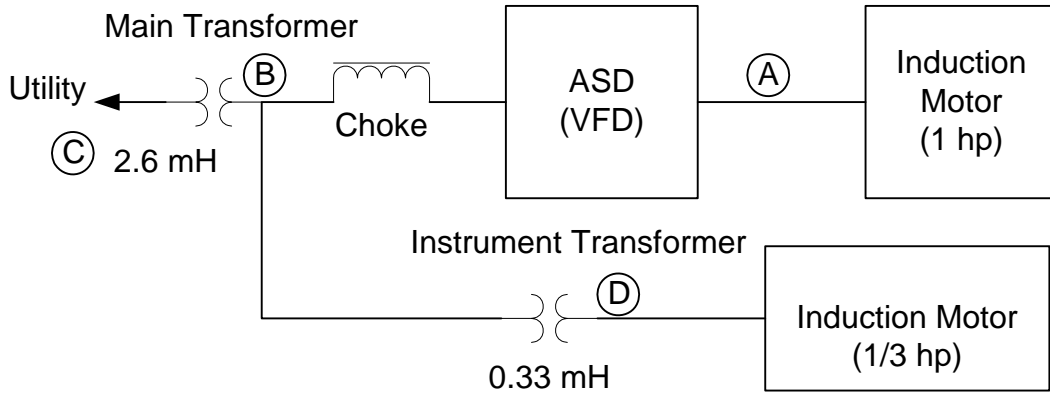 Main Transformer
Utility
B
Choke
C
2.6 mH
ASD
(VFD)
A
Induction
Motor
(1 hp)
Instrument Transformer
D
0.33 mH
Induction Motor
(1/3 hp)